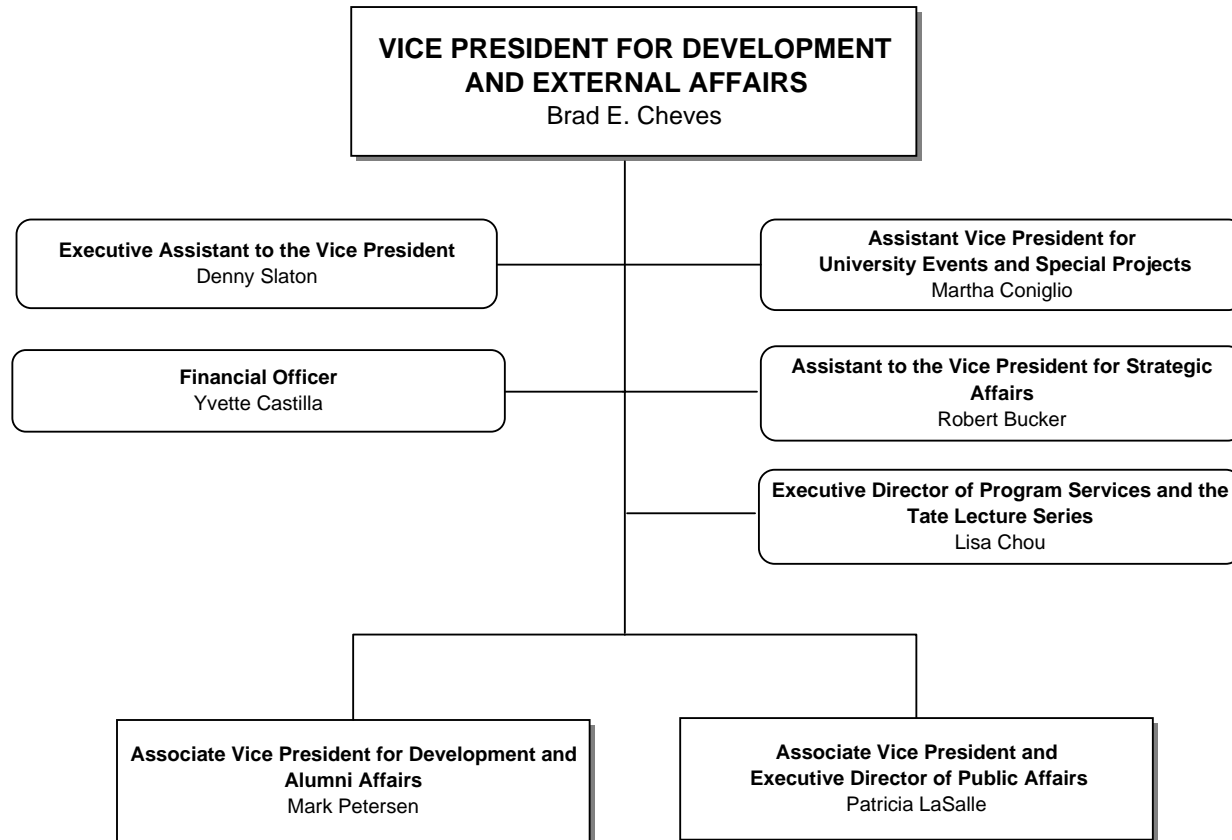 VICE PRESIDENT FOR DEVELOPMENT
AND EXTERNAL AFFAIRS
Brad E. Cheves
Executive Assistant to the Vice President
Denny Slaton
Assistant Vice President for
University Events and Special Projects
Martha Coniglio
Financial Officer
Yvette Castilla
Assistant to the Vice President for Strategic
Affairs
Robert Bucker
Executive Director of Program Services and the
Tate Lecture Series
Lisa Chou
Associate Vice President for Development and
Alumni Affairs
Mark Petersen
Associate Vice President and
Executive Director of Public Affairs
Patricia LaSalle